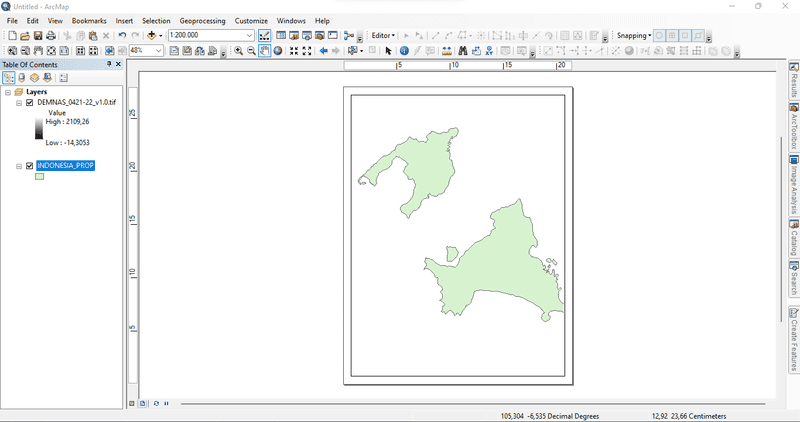 Untitled - ArcMap
File Edit View Bookmarks Insert Selection Geoprocessing Customize Windows Help
1:200.000
Editor
Snapping
48%
Table Of Contents
Layers
DEMNAS_0421-22_v1.0.tif
Value
High : 2109,26
Low : -14,3053
INDONESIA_PROP
5 10 15 20
25
20
15
10
5
Results
ArcToolbox
Image Analysis
Catalog
Search
Create Features
105,304 -6,535 Decimal Degrees 12,92 23,66 Centimeters